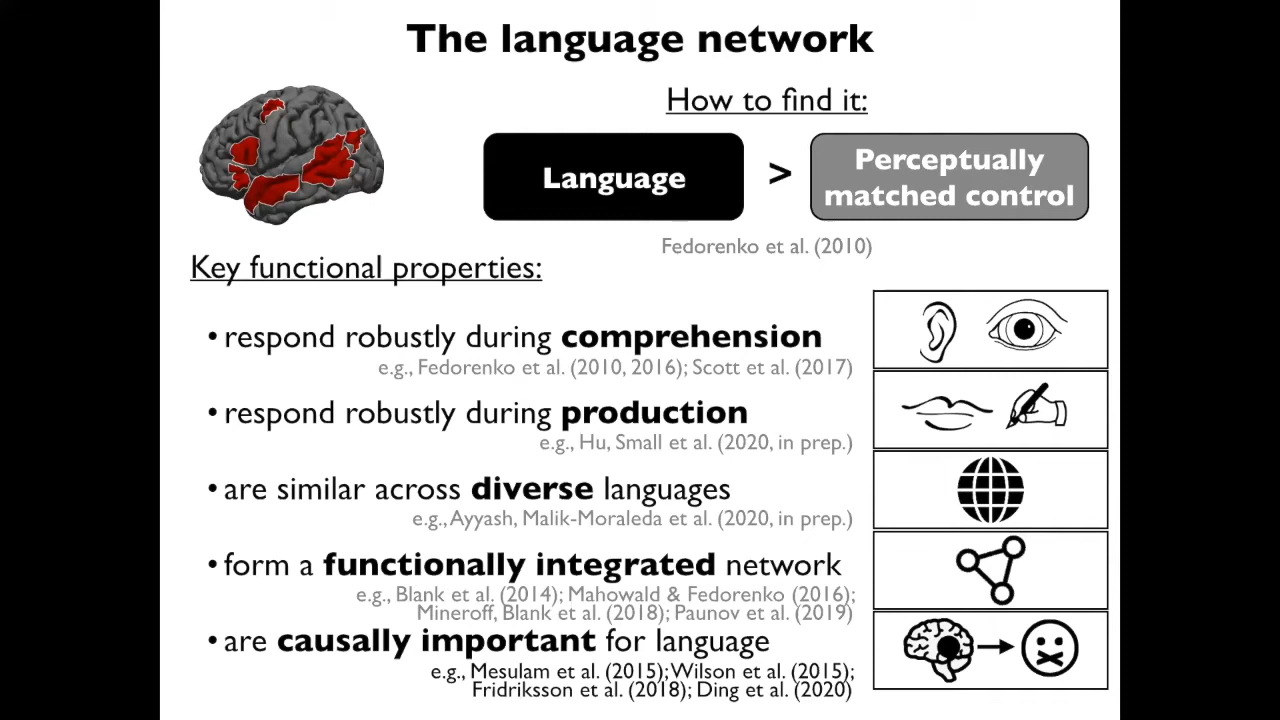 The language network
How to find it:
Language
>
Perceptually
matched control
Fedorenko et al. (2010)
Key functional properties:
• respond robustly during comprehension
e.g., Fedorenko et al. (2010, 2016); Scott et al. (2017)
• respond robustly during production
e.g., Hu, Small et al. (2020, in prep.)
• are similar across diverse languages
e.g., Ayyash, Malik-Moraleda et al. (2020, in prep.)
• form a functionally integrated network
e.g., Blank et al. (2014); Mahowald & Fedorenko (2016);
Mineroff, Blank et al. (2018); Paunov et al. (2019)
• are causally important for language
e.g., Mesulam et al. (2015); Wilson et al. (2015);
Fridriksson et al. (2018); Ding et al. (2020)